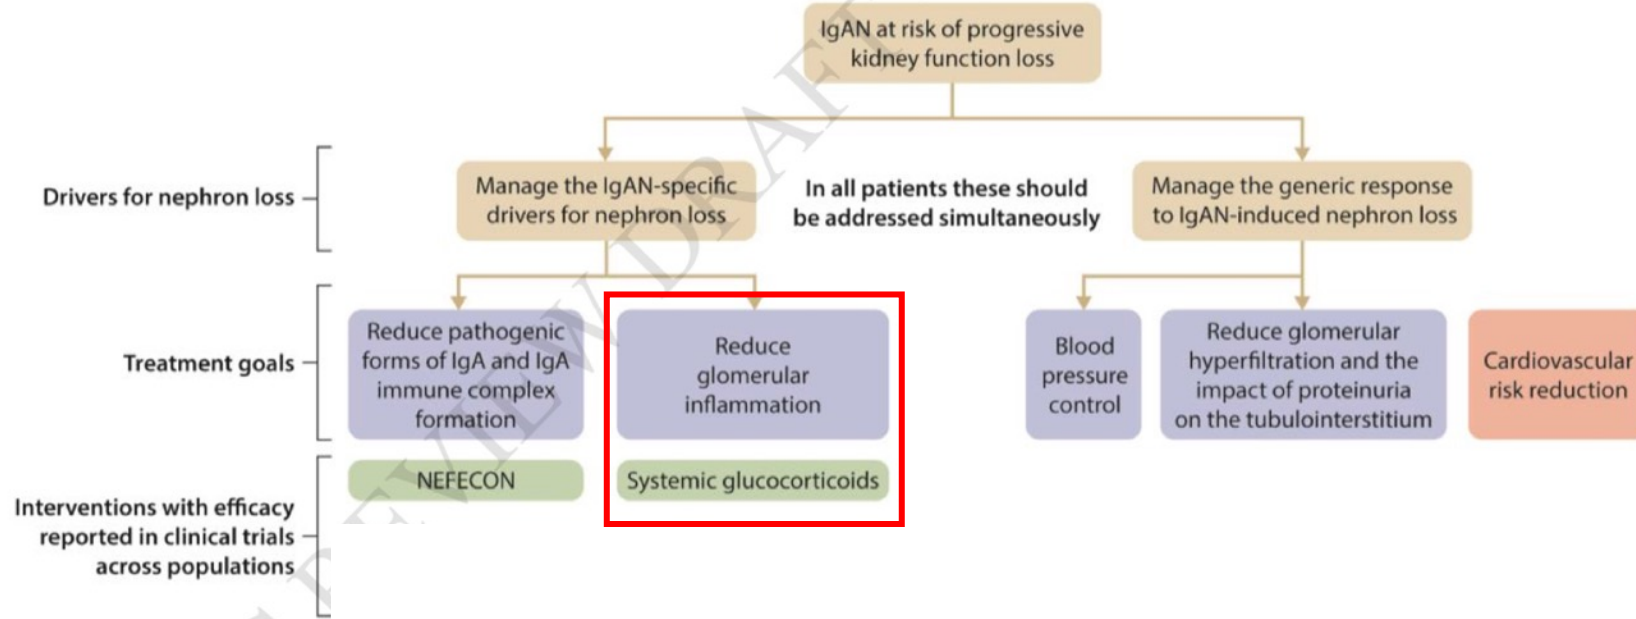 IgAN at risk of progressive
kidney function loss
Drivers for nephron loss
Manage the IgAN-specific
drivers for nephron loss
In all patients these should
be addressed simultaneously
Manage the generic response
to IgAN-induced nephron loss
Treatment goals
Reduce pathogenic
forms of IgA and IgA
immune complex
formation
Reduce
glomerular
inflammation
Blood
pressure
control
Reduce glomerular
hyperfiltration and the
impact of proteinuria
on the tubulointerstitium
Cardiovascular
risk reduction
Interventions with efficacy
reported in clinical trials
across populations
NEFECON
Systemic glucocorticoids
REVIEW DRAFT